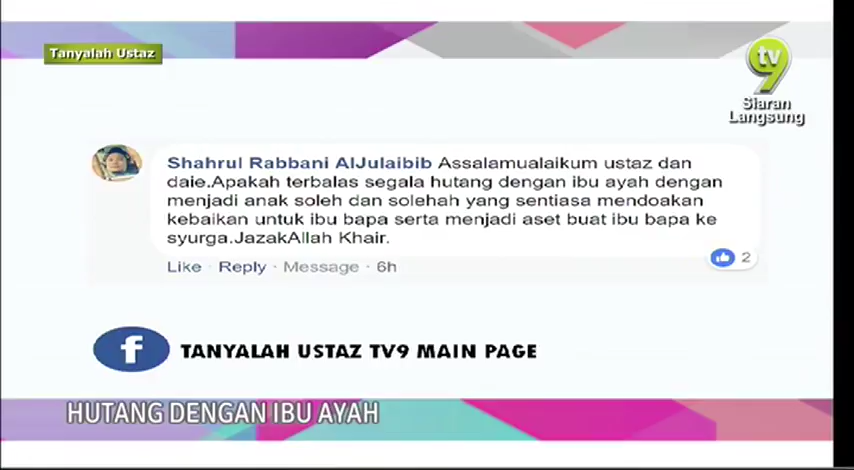 Tanyalah Ustaz
tv
9
Siaran
Langsung
Shahrul Rabbani AlJulaibib Assalamualaikum ustaz dan
daie.Apakah terbalas segala hutang dengan ibu ayah dengan
menjadi anak soleh dan solehah yang sentiasa mendoakan
kebaikan untuk ibu bapa serta menjadi aset buat ibu bapa ke
syurga.JazakAllah Khair.
Like · Reply · Message · 6h
2
f TANYALAH USTAZ TV9 MAIN PAGE
HUTANG DENGAN IBU AYAH